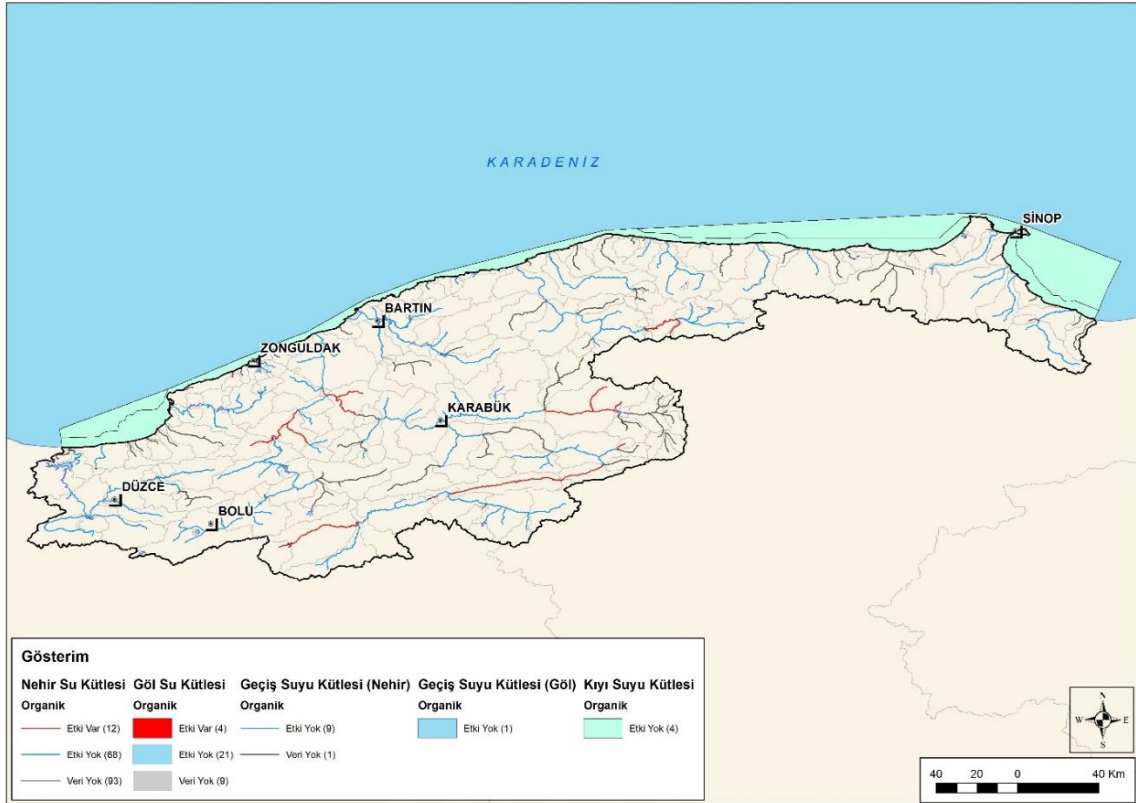 KARADENİZ
SİNOP
BARTIN
ZONGULDAK
KARABÜK
DÜZCE
BOLU
Gösterim
Nehir Su Kütlesi Göl Su Kütlesi Geçiş Suyu Kütlesi (Nehir) Geçiş Suyu Kütlesi (Göl) Kıyı Suyu Kütlesi
Organik Organik Organik Organik Organik
Etki Var (12) Etki Var (4) Etki Yok (9) Etki Yok (1) Etki Yok (4)
Etki Yok (68) Etki Yok (21) Veri Yok (1)
Veri Yok (93) Veri Yok (9)
N
W E
S
40 20 0 40 Km